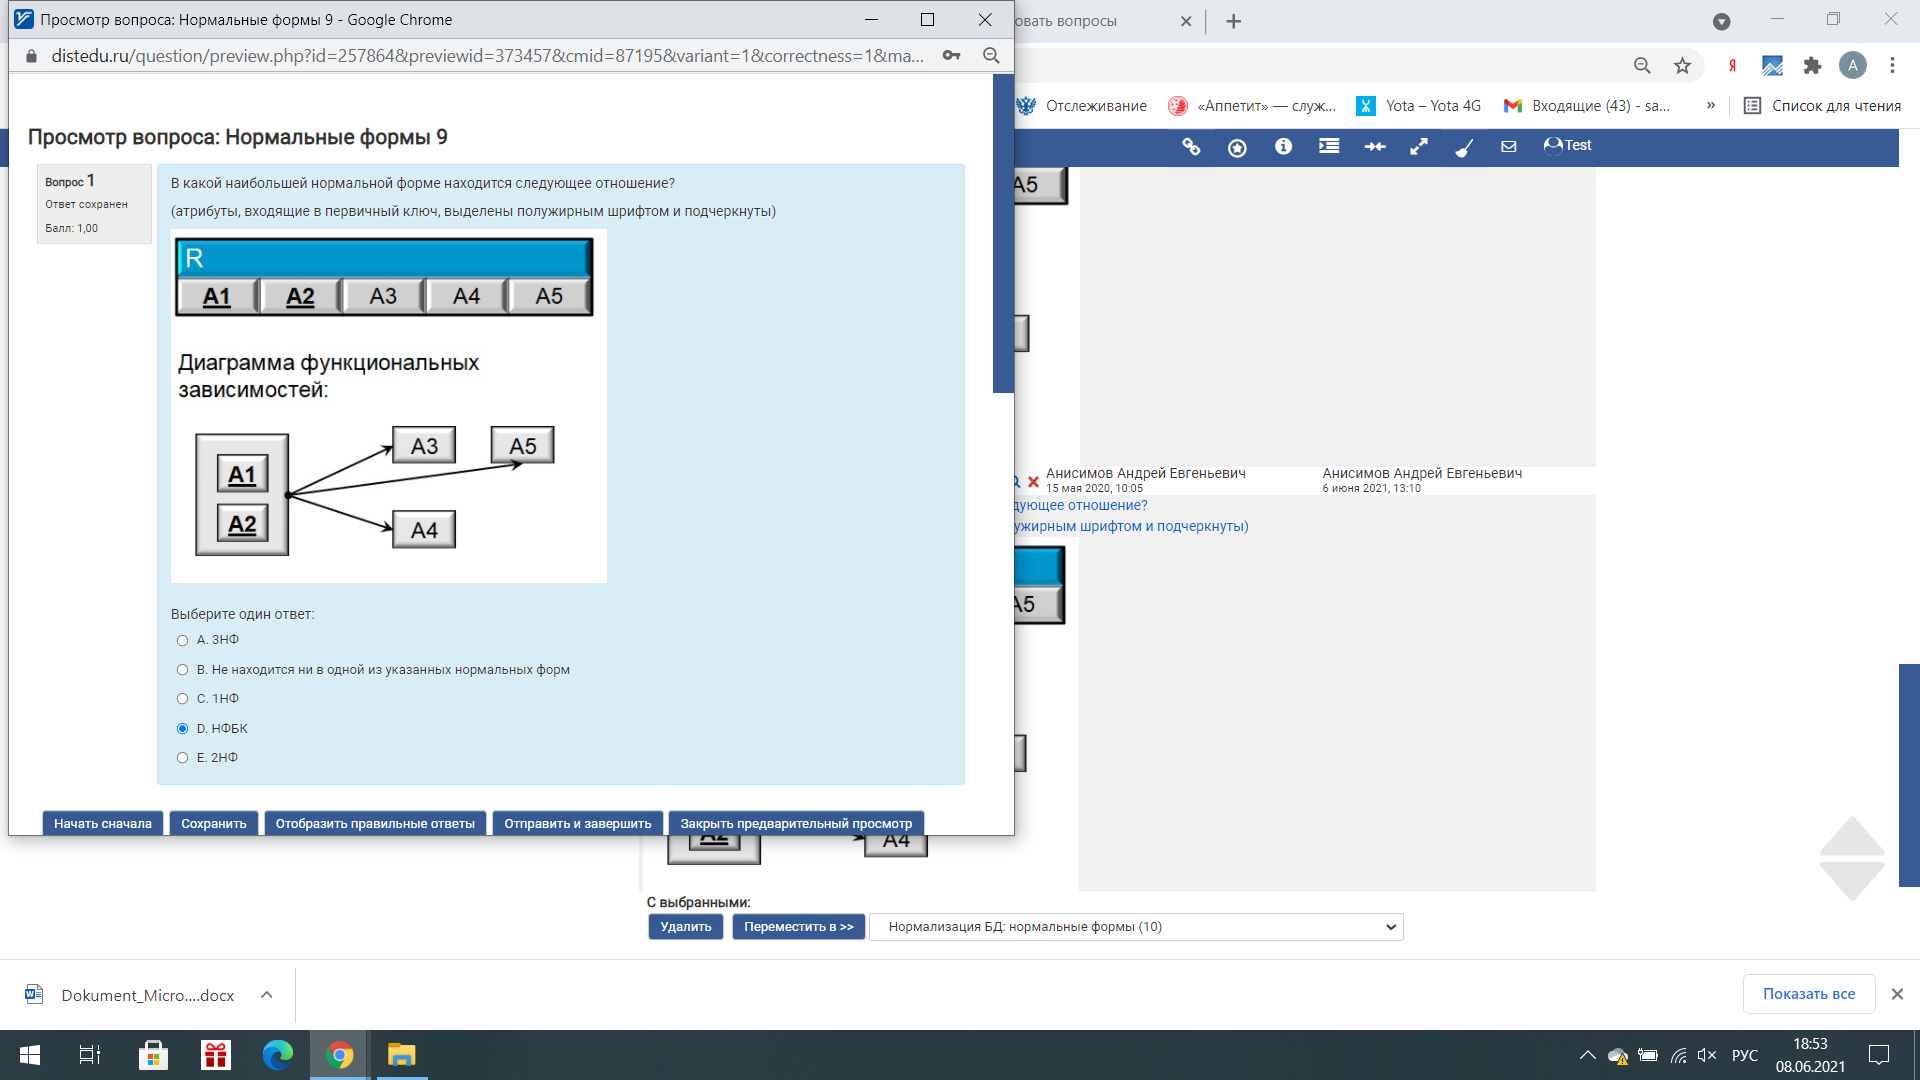 Просмотр вопроса: Нормальные формы 9 - Google Chrome
овать вопросы
distedu.ru/question/preview.php?id=257864&previewid=373457&cmid=87195&variant=1&correctness=1&ma...
Я
A
Отслеживание
«Аппетит» — служ...
Yota – Yota 4G
Входящие (43) - sa...
»
Список для чтения
Test
Просмотр вопроса: Нормальные формы 9
Вопрос 1
Ответ сохранен
Балл: 1,00
В какой наибольшей нормальной форме находится следующее отношение?
(атрибуты, входящие в первичный ключ, выделены полужирным шрифтом и подчеркнуты)
R
A1 A2 A3 A4 A5
Диаграмма функциональных
зависимостей:
A3 A5
A1
A2
A4
Выберите один ответ:
A. 3НФ
B. Не находится ни в одной из указанных нормальных форм
C. 1НФ
D. НФБК
E. 2НФ
Начать сначала
Сохранить
Отобразить правильные ответы
Отправить и завершить
Закрыть предварительный просмотр
A5
Анисимов Андрей Евгеньевич
15 мая 2020, 10:05
Анисимов Андрей Евгеньевич
6 июня 2021, 13:10
дующее отношение?
ужирным шрифтом и подчеркнуты)
A5
A2
A4
С выбранными:
Удалить
Переместить в >>
Нормализация БД: нормальные формы (10)
Dokument_Micro....docx
Показать все
РУС
18:53
08.06.2021